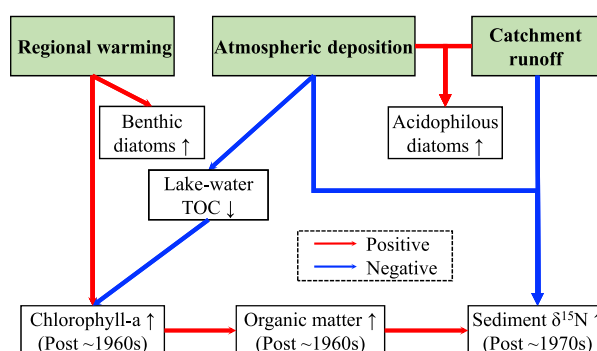 Regional warming
Atmospheric deposition
Catchment
runoff
Benthic
diatoms ↑
Acidophilous
diatoms ↑
Lake-water
TOC ↓
Positive
Negative
Chlorophyll-a ↑
(Post ~1960s)
Organic matter ↑
(Post ~1960s)
Sediment δ¹⁵N ↑
(Post ~1970s)